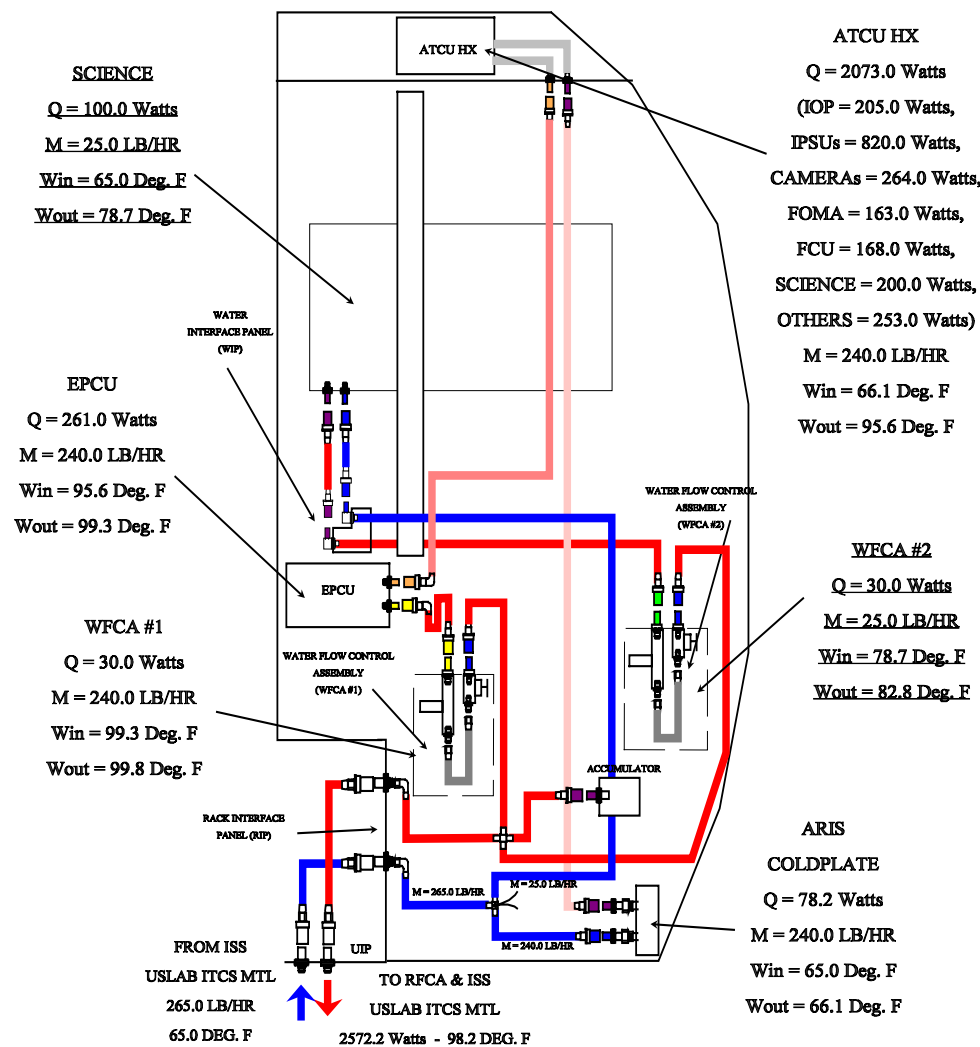 ATCU HX
SCIENCE
Q = 100.0 Watts
M = 25.0 LB/HR
Win = 65.0 Deg. F
Wout = 78.7 Deg. F
ATCU HX
Q = 2073.0 Watts
(IOP = 205.0 Watts,
IPSUs = 820.0 Watts,
CAMERAs = 264.0 Watts,
FOMA = 163.0 Watts,
FCU = 168.0 Watts,
SCIENCE = 200.0 Watts,
OTHERS = 253.0 Watts)
M = 240.0 LB/HR
Win = 66.1 Deg. F
Wout = 95.6 Deg. F
WATER
INTERFACE PANEL
(WIP)
EPCU
Q = 261.0 Watts
M = 240.0 LB/HR
Win = 95.6 Deg. F
Wout = 99.3 Deg. F
WATER FLOW CONTROL
ASSEMBLY
(WFCA #2)
EPCU
WFCA #2
Q = 30.0 Watts
M = 25.0 LB/HR
Win = 78.7 Deg. F
Wout = 82.8 Deg. F
WFCA #1
Q = 30.0 Watts
M = 240.0 LB/HR
Win = 99.3 Deg. F
Wout = 99.8 Deg. F
WATER FLOW CONTROL
ASSEMBLY
(WFCA #1)
ACCUMULATOR
RACK INTERFACE
PANEL (RIP)
ARIS
COLDPLATE
Q = 78.2 Watts
M = 240.0 LB/HR
Win = 65.0 Deg. F
Wout = 66.1 Deg. F
M = 265.0 LB/HR
M = 25.0 LB/HR
M = 240.0 LB/HR
UIP
FROM ISS
USLAB ITCS MTL
265.0 LB/HR
65.0 DEG. F
TO RFCA & ISS
USLAB ITCS MTL
2572.2 Watts - 98.2 DEG. F